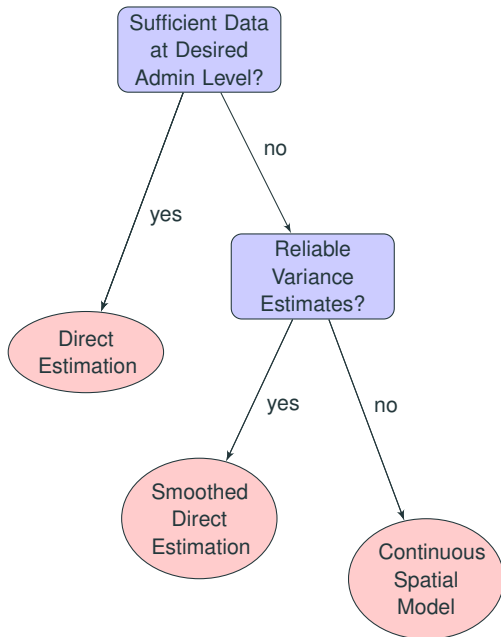 Sufficient Data
at Desired
Admin Level?
no
yes
Reliable
Variance
Estimates?
Direct
Estimation
yes
no
Smoothed
Direct
Estimation
Continuous
Spatial
Model